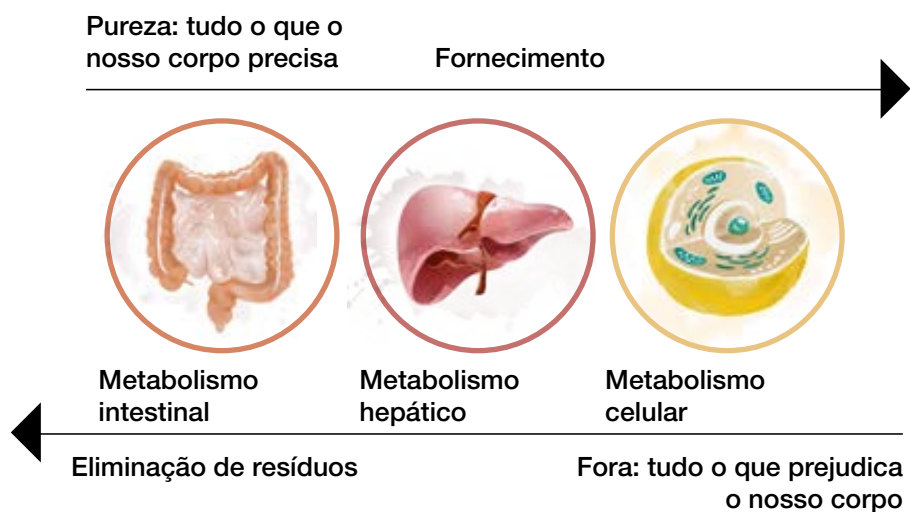 Pureza: tudo o que o
nosso corpo precisa
Fornecimento
Metabolismo
intestinal
Metabolismo
hepático
Metabolismo
celular
Eliminação de resíduos
Fora: tudo o que prejudica
o nosso corpo